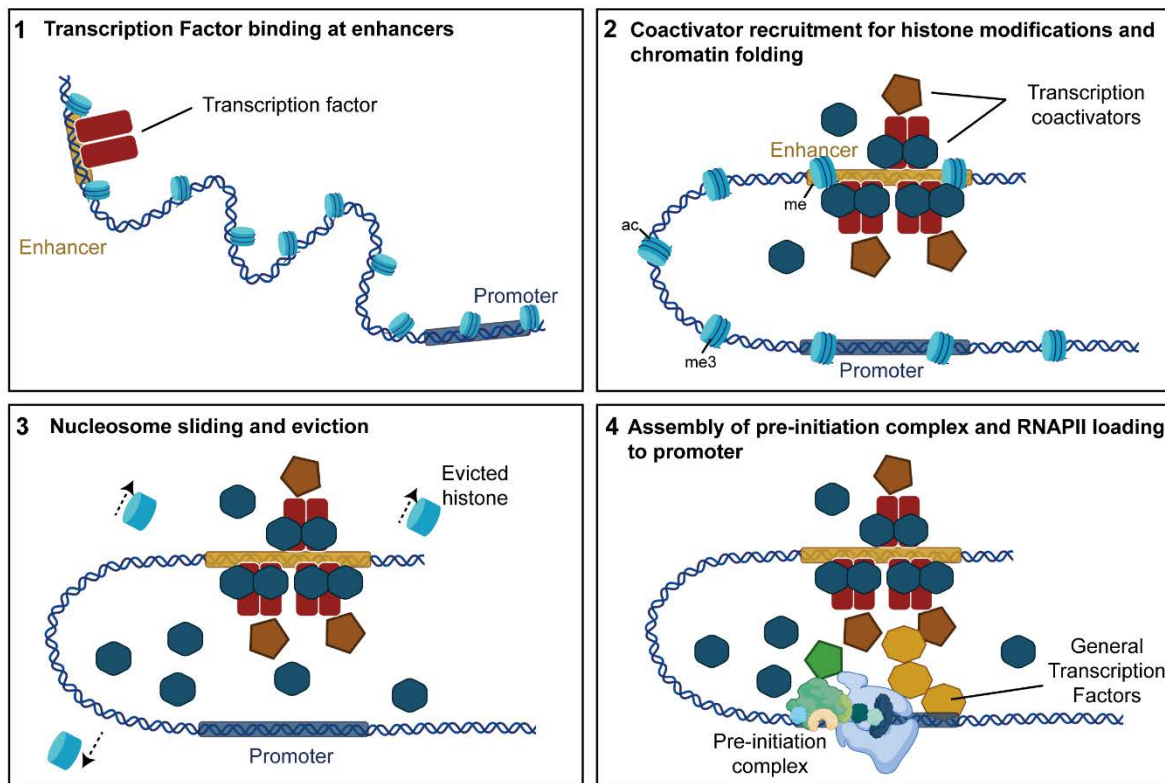 1 Transcription Factor binding at enhancers
Transcription factor
Enhancer
Promoter
2 Coactivator recruitment for histone modifications and
chromatin folding
Transcription
coactivators
Enhancer
me
ac
me3
Promoter
3 Nucleosome sliding and eviction
Evicted
histone
Promoter
4 Assembly of pre-initiation complex and RNAPII loading
to promoter
General
Transcription
Factors
Pre-initiation
complex